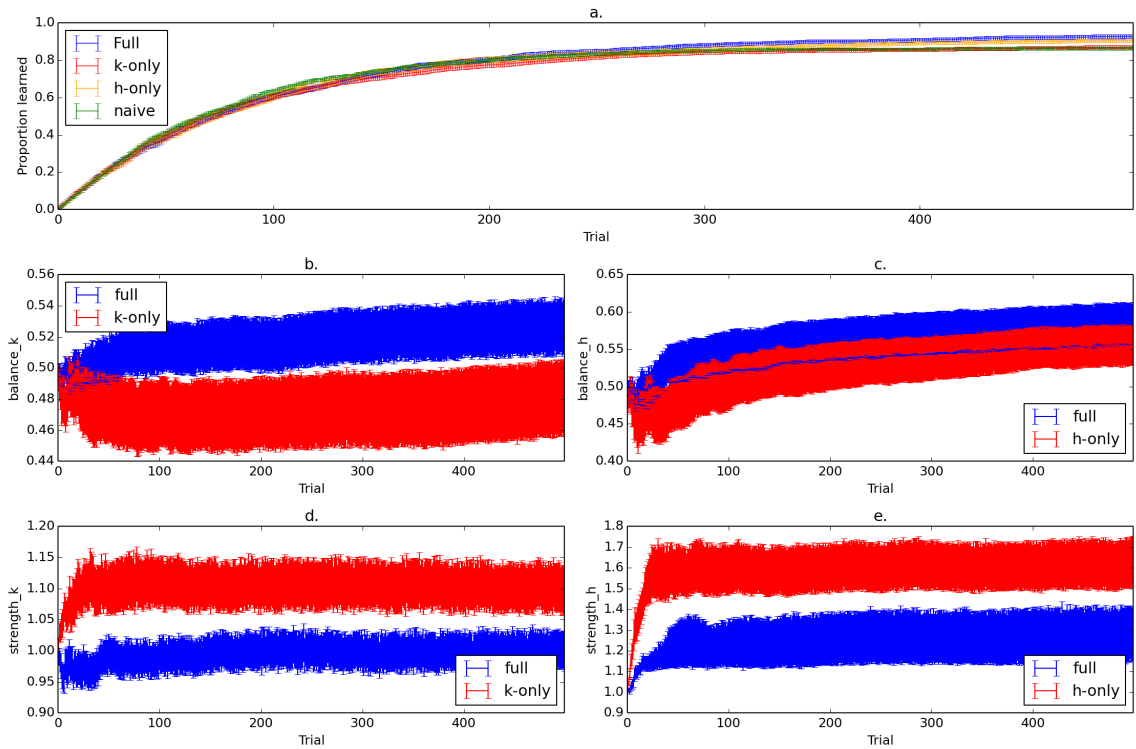 a.
1.0
0.8
0.6
0.4
0.2
0.0
Proportion learned
Full
k-only
h-only
naive
0 100 200 300 400
Trial
b.
0.56
0.54
0.52
0.50
0.48
0.46
0.44
balance_k
full
k-only
0 100 200 300 400
Trial
c.
0.65
0.60
0.55
0.50
0.45
0.40
balance_h
full
h-only
0 100 200 300 400
Trial
d.
1.20
1.15
1.10
1.05
1.00
0.95
0.90
strength_k
full
k-only
0 100 200 300 400
Trial
e.
1.8
1.7
1.6
1.5
1.4
1.3
1.2
1.1
1.0
0.9
strength_h
full
h-only
0 100 200 300 400
Trial